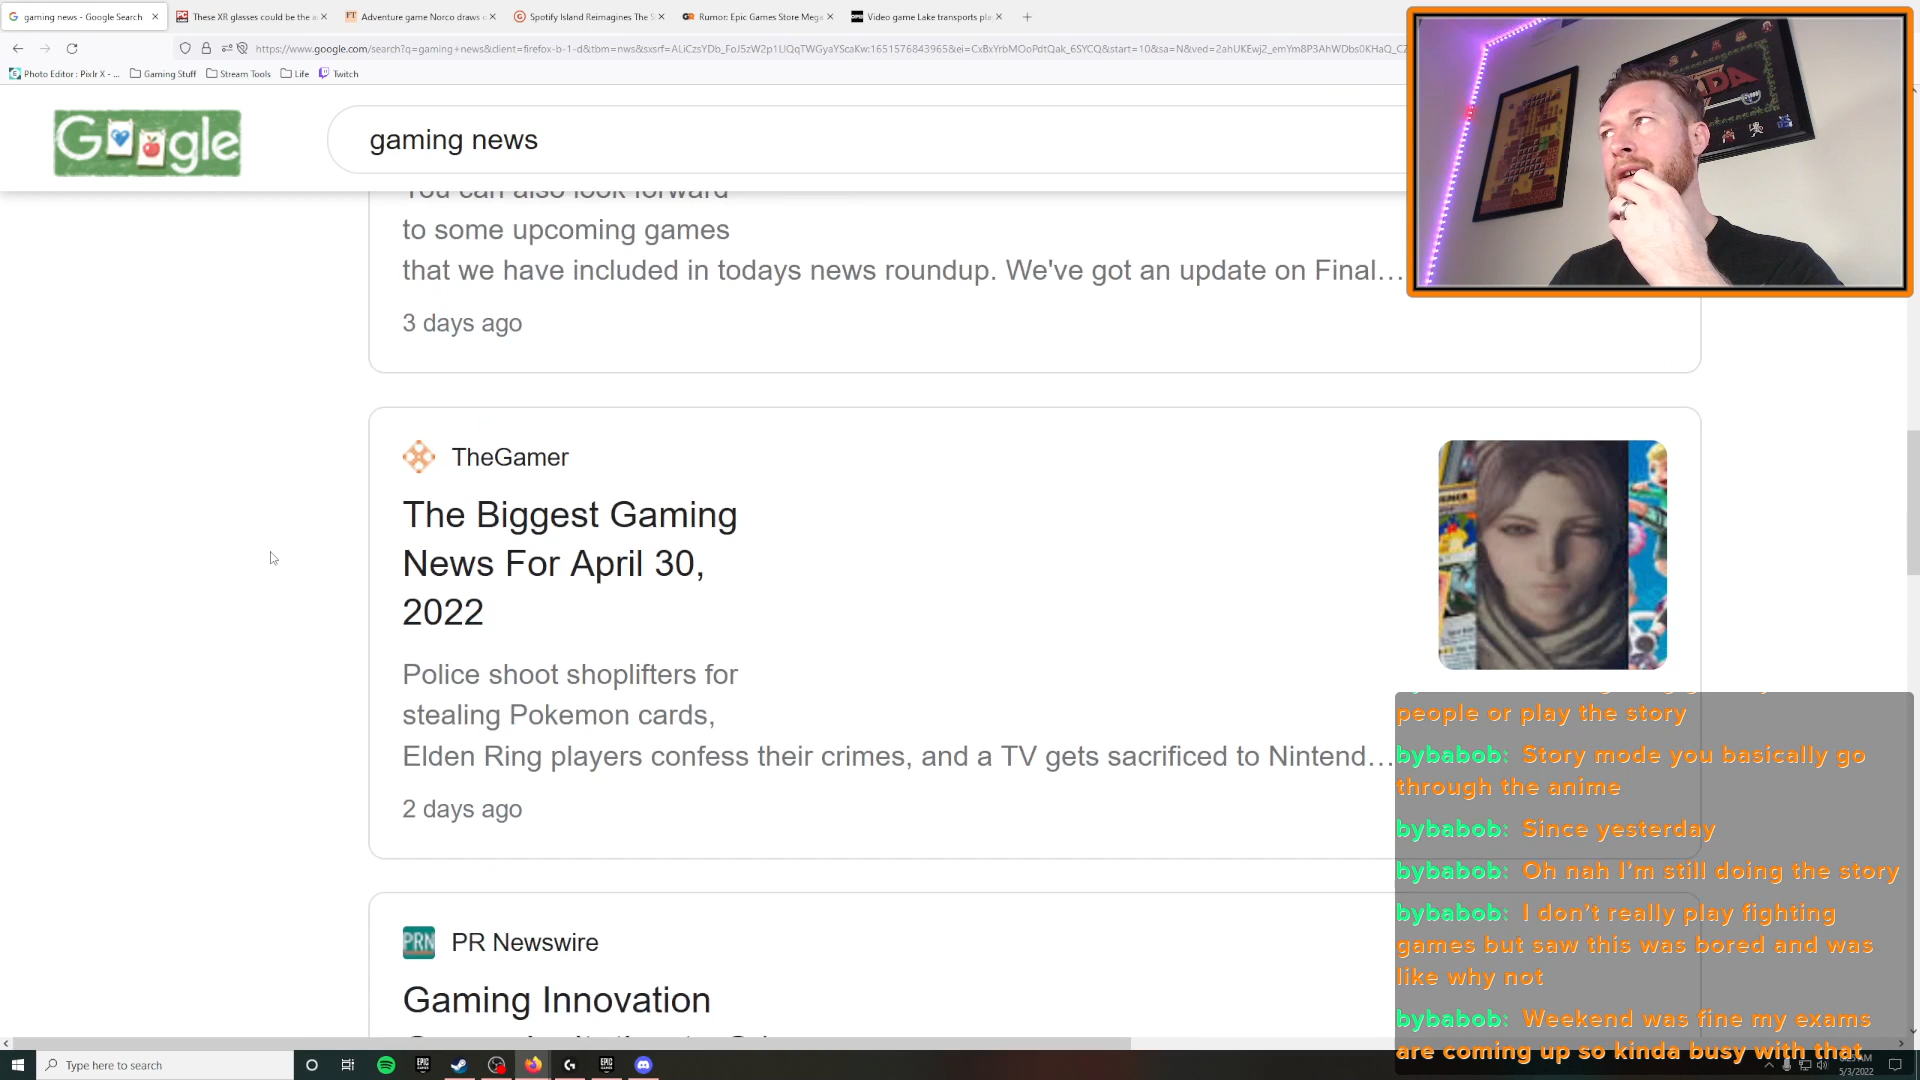 gaming news - Google Search
These XR glasses could be the a
Adventure game Norco draws o
Spotify Island Reimagines The S
Rumor: Epic Games Store Mega
Video game Lake transports pla
Photo Editor : Pixlr X - ...
Gaming Stuff
Stream Tools
Life
Twitch
Google
gaming news
You can also look forward
to some upcoming games
that we have included in todays news roundup. We've got an update on Final...
3 days ago
TheGamer
The Biggest Gaming
News For April 30,
2022
Police shoot shoplifters for
stealing Pokemon cards,
Elden Ring players confess their crimes, and a TV gets sacrificed to Nintend...
2 days ago
PRN
PR Newswire
Gaming Innovation
people or play the story
bybabob: Story mode you basically go
through the anime
bybabob: Since yesterday
bybabob: Oh nah I'm still doing the story
bybabob: I don't really play fighting
games but saw this was bored and was
like why not
bybabob: Weekend was fine my exams
are coming up so kinda busy with that
Type here to search
5/3/2022